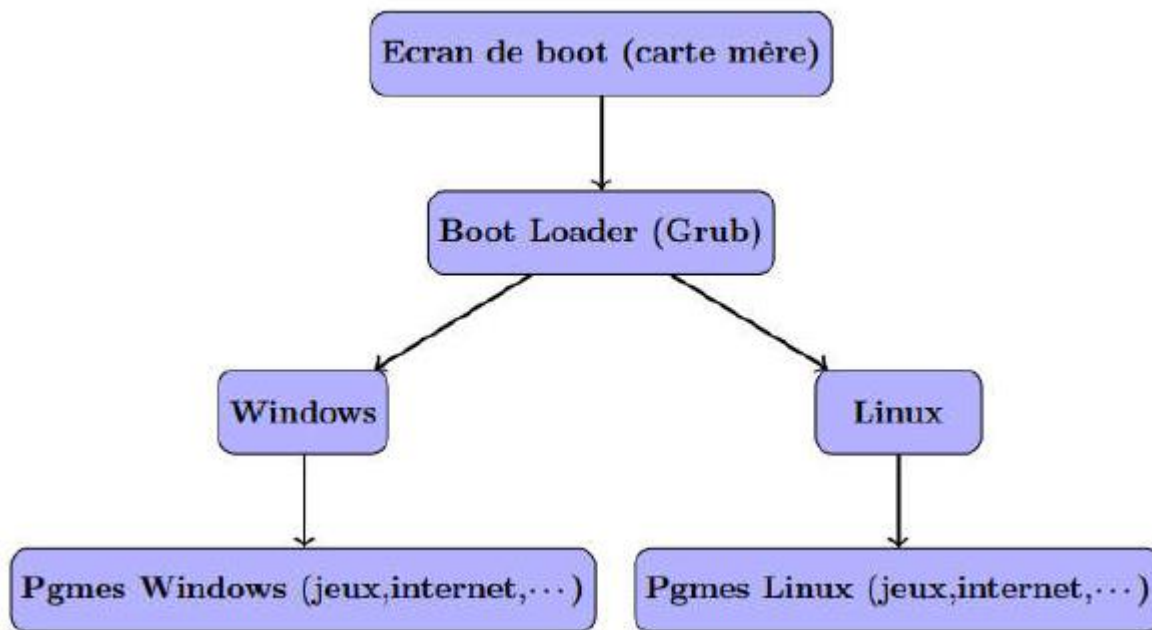 Ecran de boot (carte mère)
Boot Loader (Grub)
Windows
Linux
Pgmes Windows (jeux,internet,⋯)
Pgmes Linux (jeux,internet,⋯)